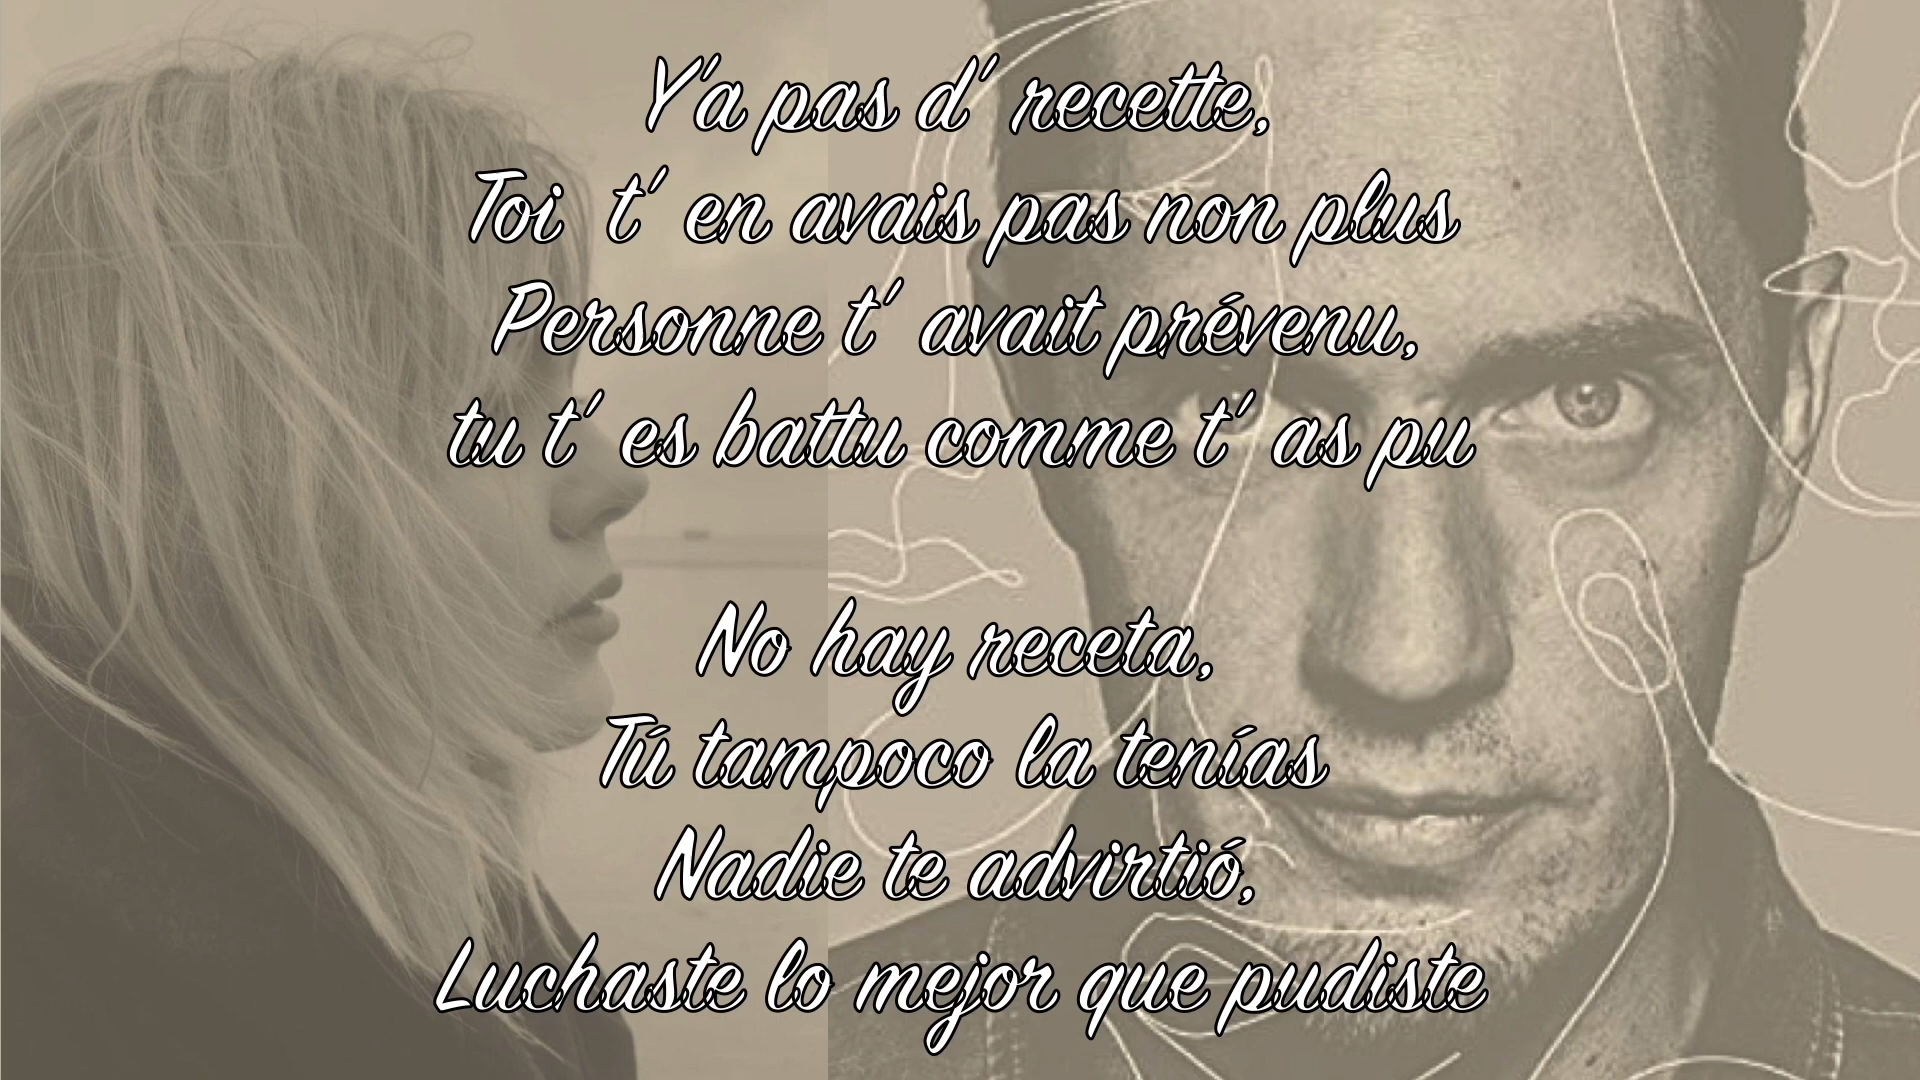 Y'a pas d' recette,
Toi t' en avais pas non plus
Personne t' avait prévenu,
tu t' es battu comme t' as pu
No hay receta,
Tú tampoco la tenías
Nadie te advirtió,
Luchaste lo mejor que pudiste